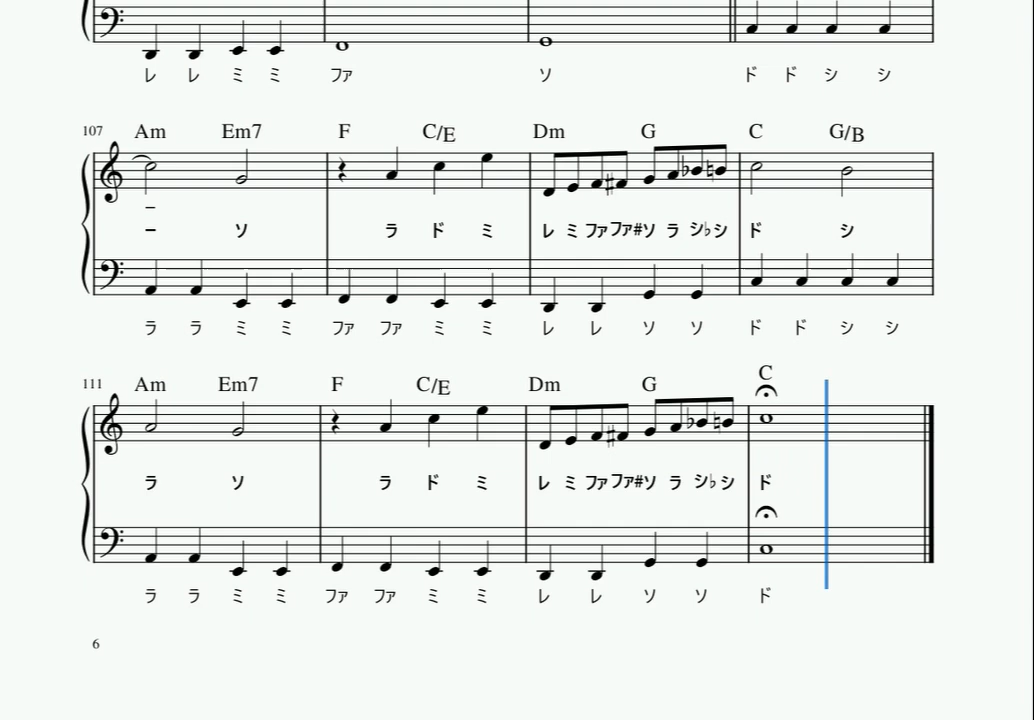 レ レ ミ ミ ファ ソ ド ド シ シ
107 Am Em7 F C/E Dm G C G/B
–
– ソ ラ ド ミ レ ミ ファ ファ# ソ ラ シ♭ シ ド シ
ラ ラ ミ ミ ファ ファ ミ ミ レ レ ソ ソ ド ド シ シ
111 Am Em7 F C/E Dm G C
ラ ソ ラ ド ミ レ ミ ファ ファ# ソ ラ シ♭ シ ド
ラ ラ ミ ミ ファ ファ ミ ミ レ レ ソ ソ ド
6